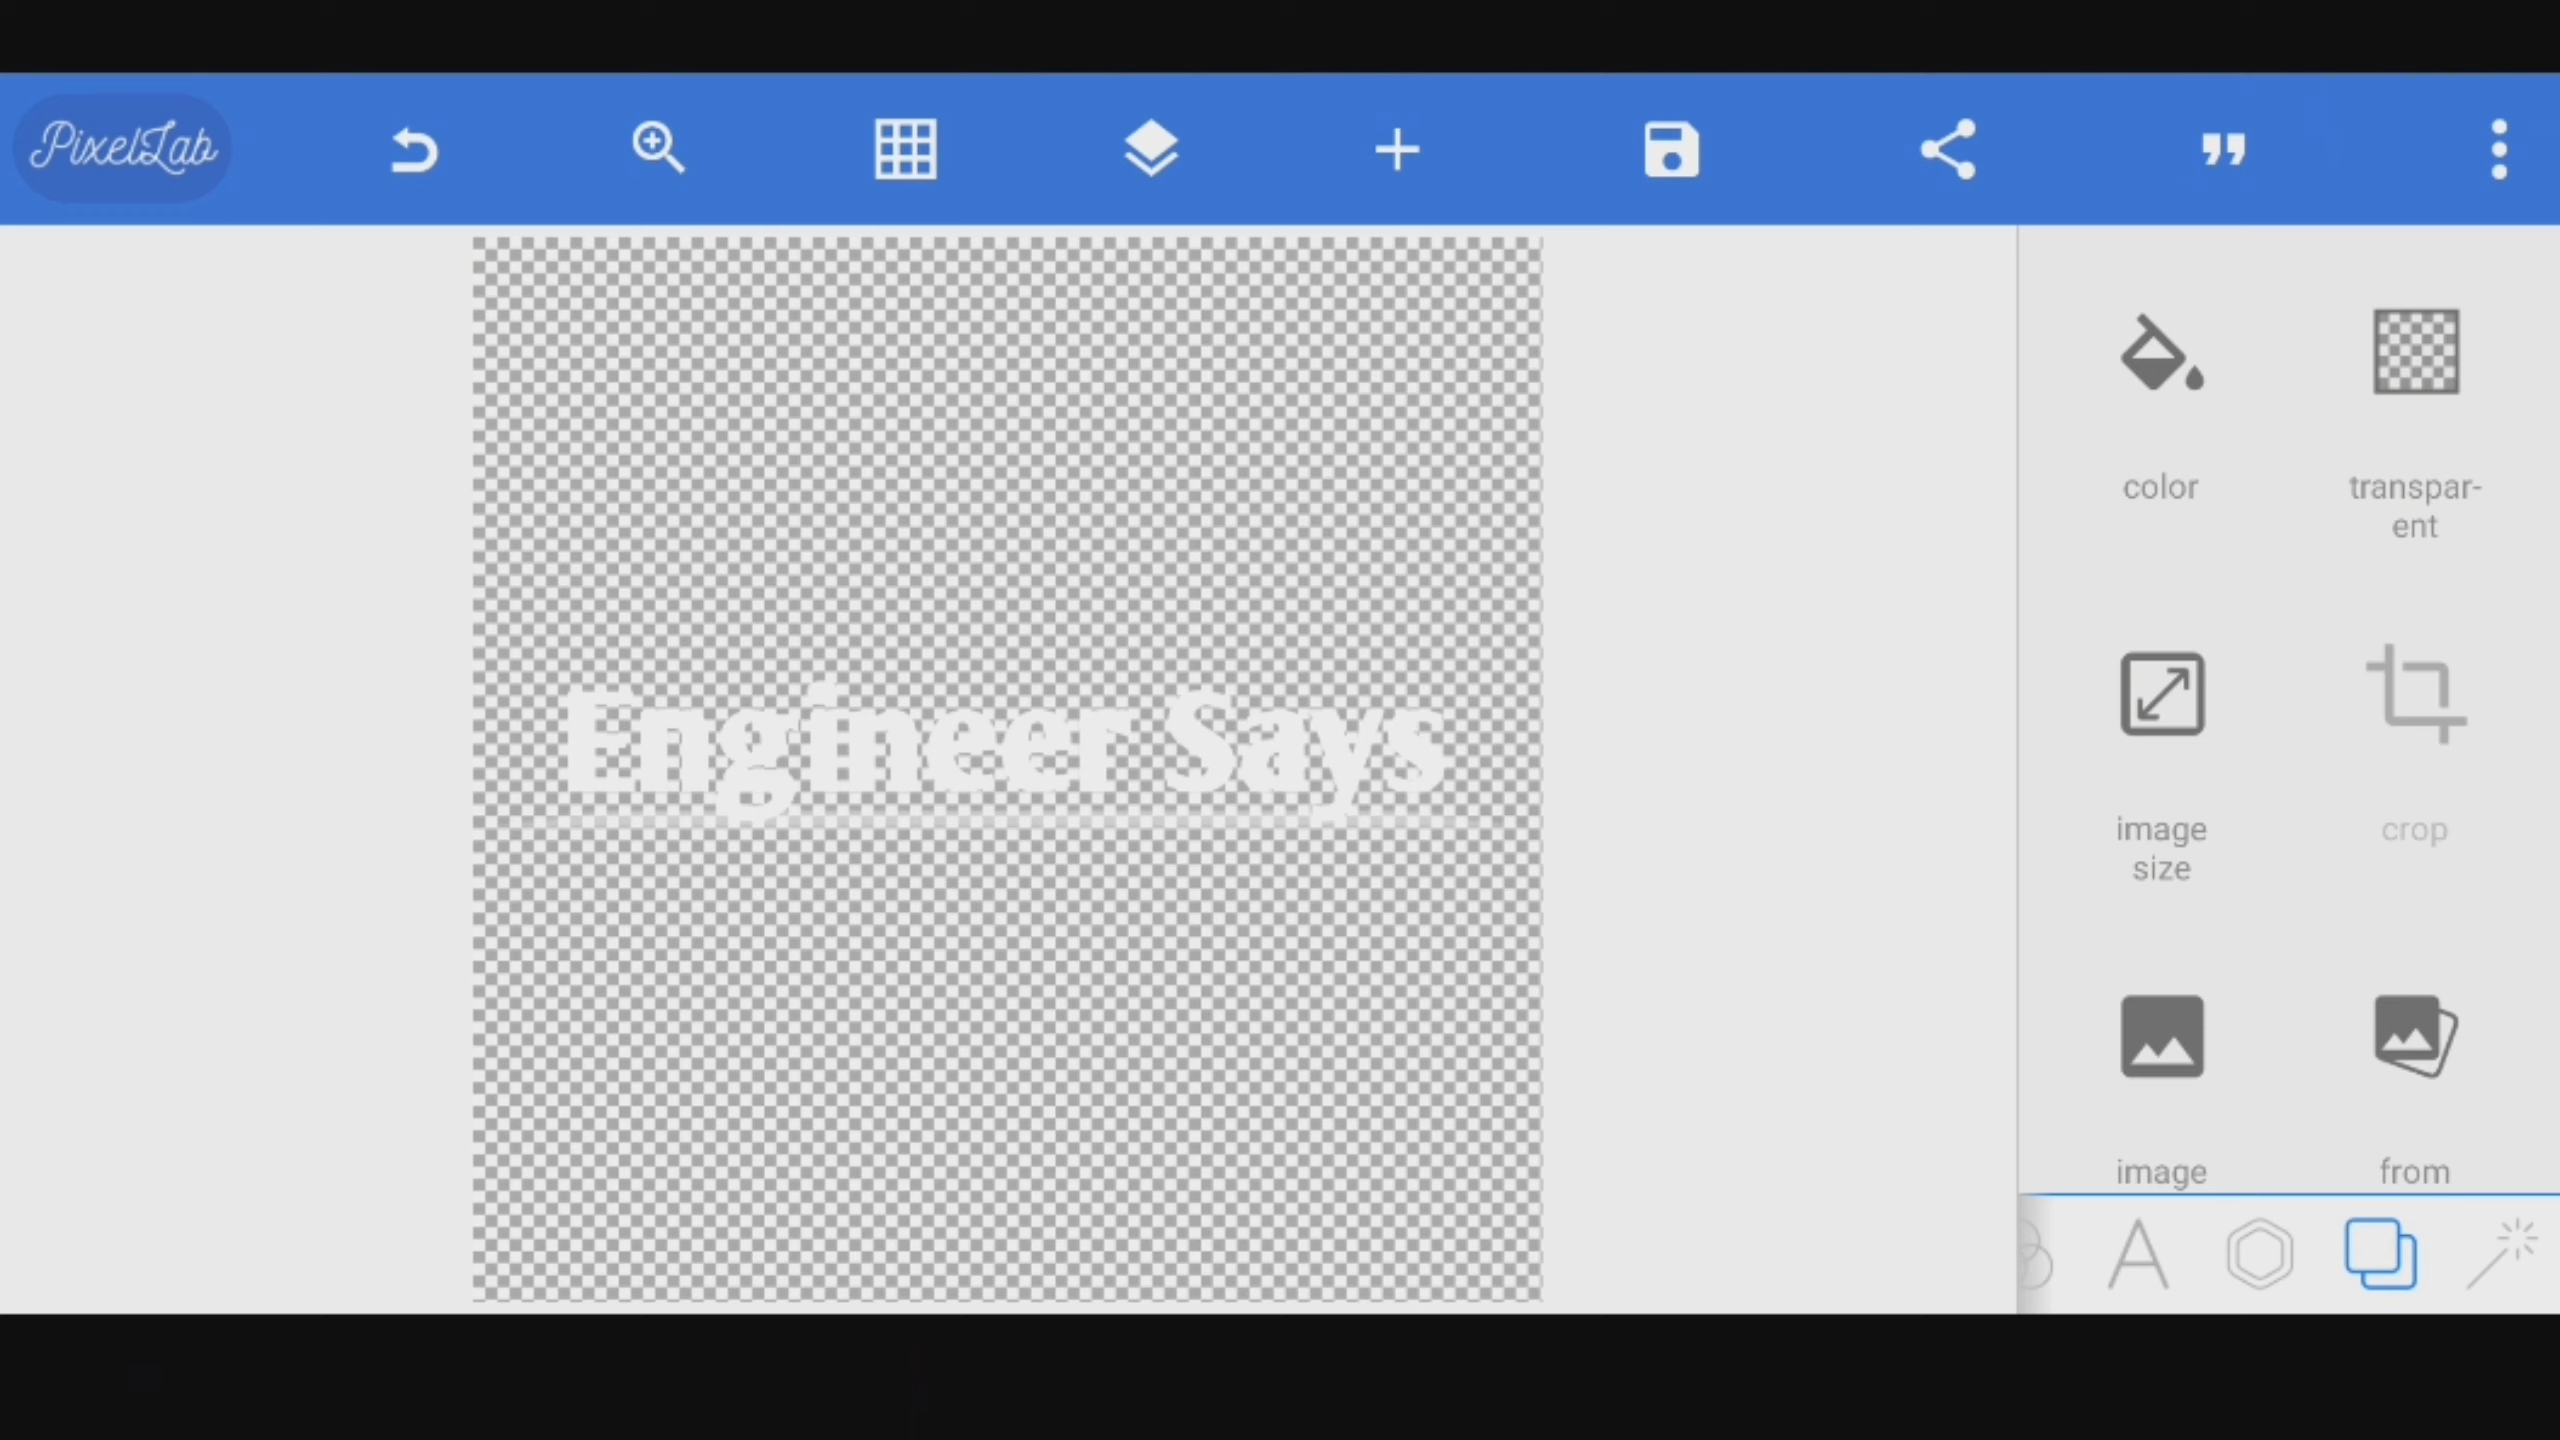 PixelLab
color
transpar-
ent
Engineer Says
image
size
crop
image
from